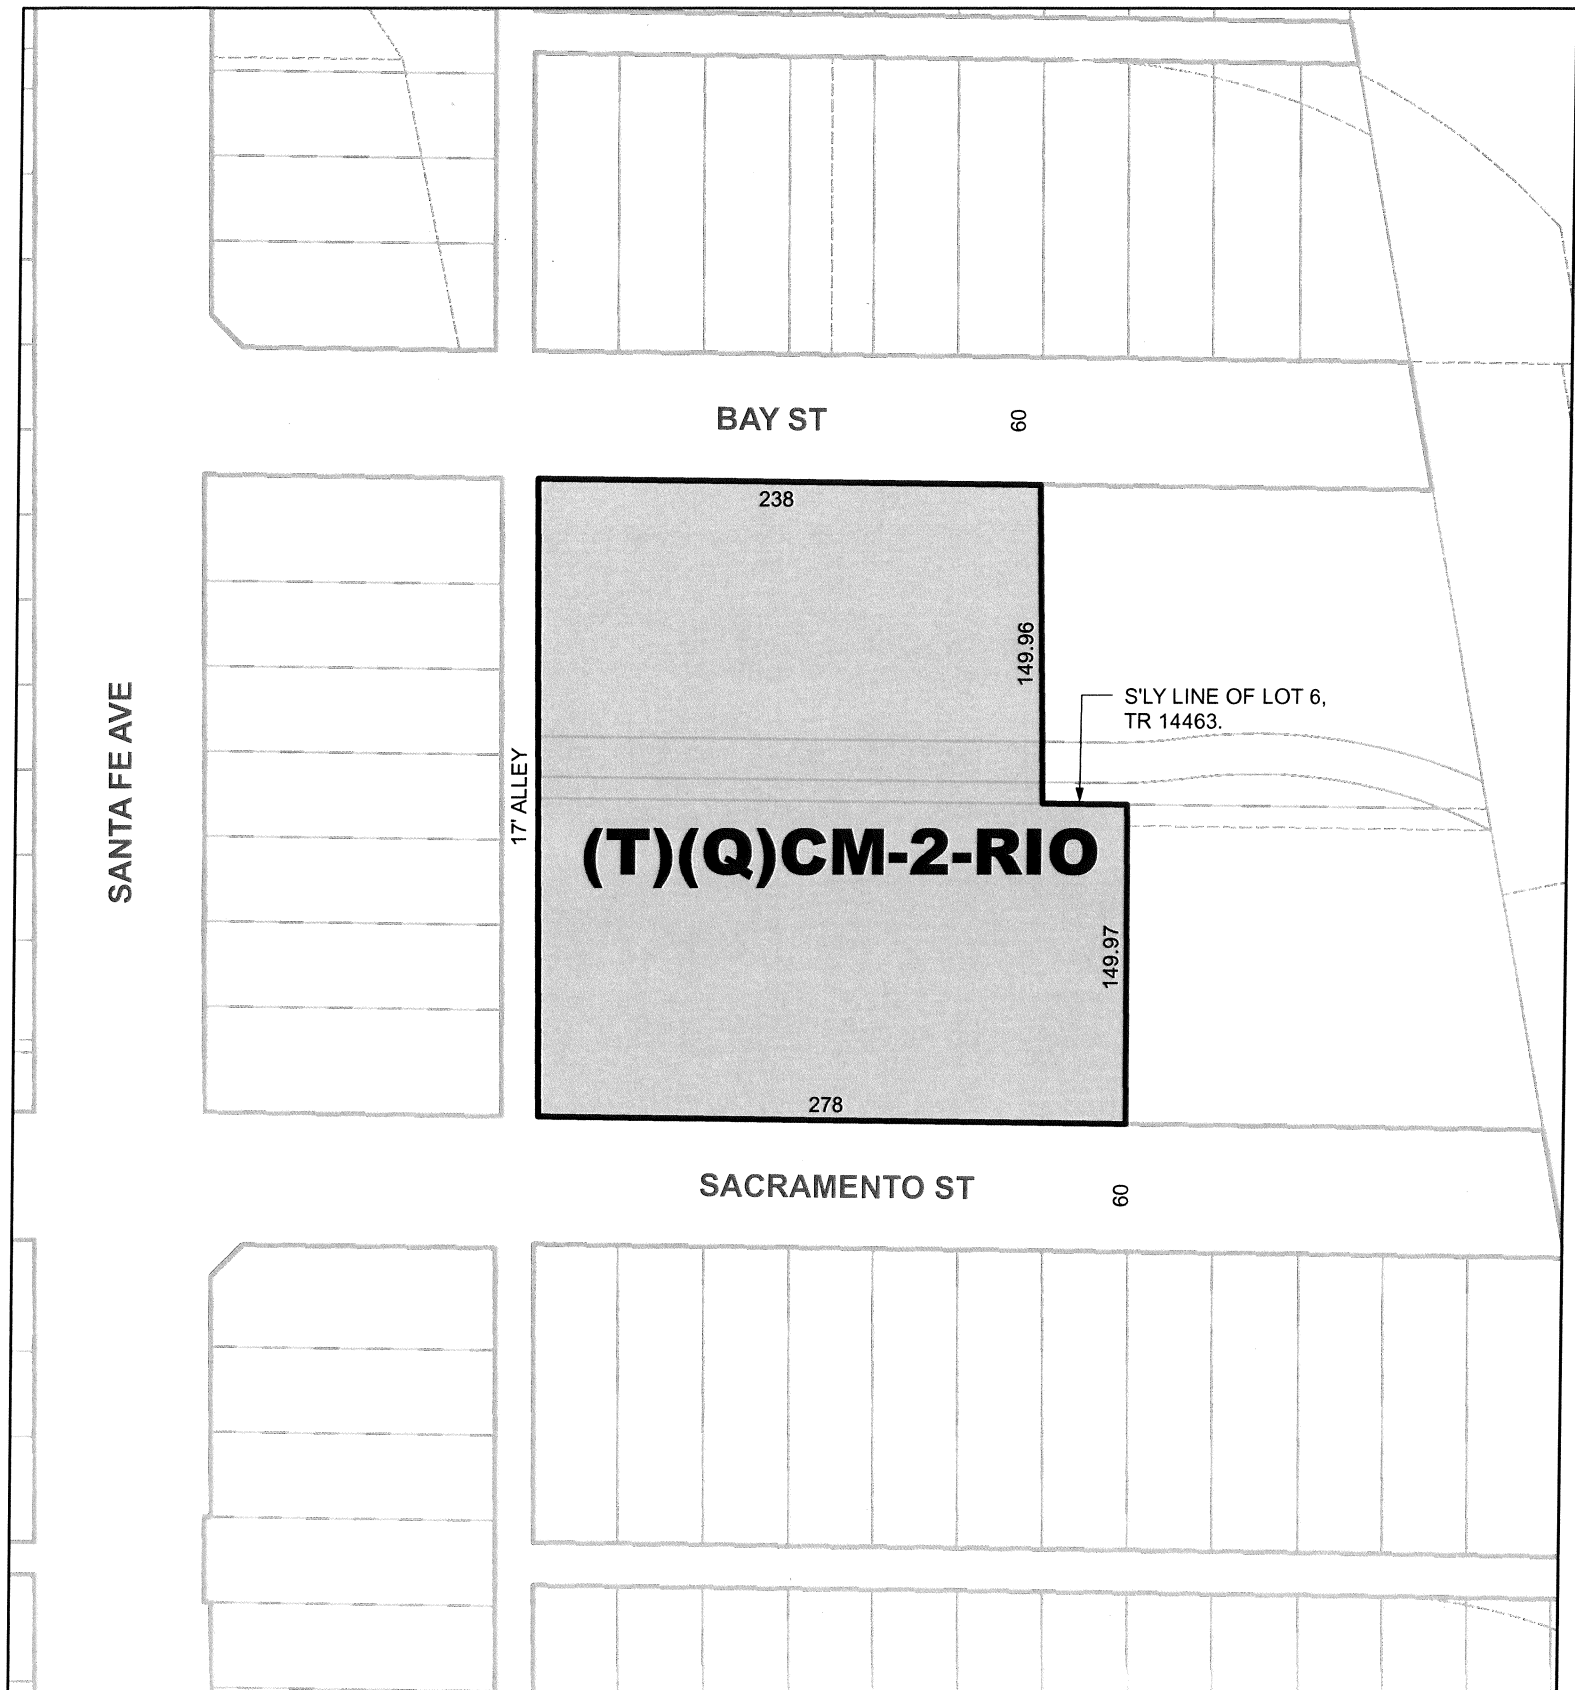 BAY ST
60
238
149.96
S'LY LINE OF LOT 6,
TR 14463.
SANTA FE AVE
17' ALLEY
(T)(Q)CM-2-RIO
149.97
278
SACRAMENTO ST
60